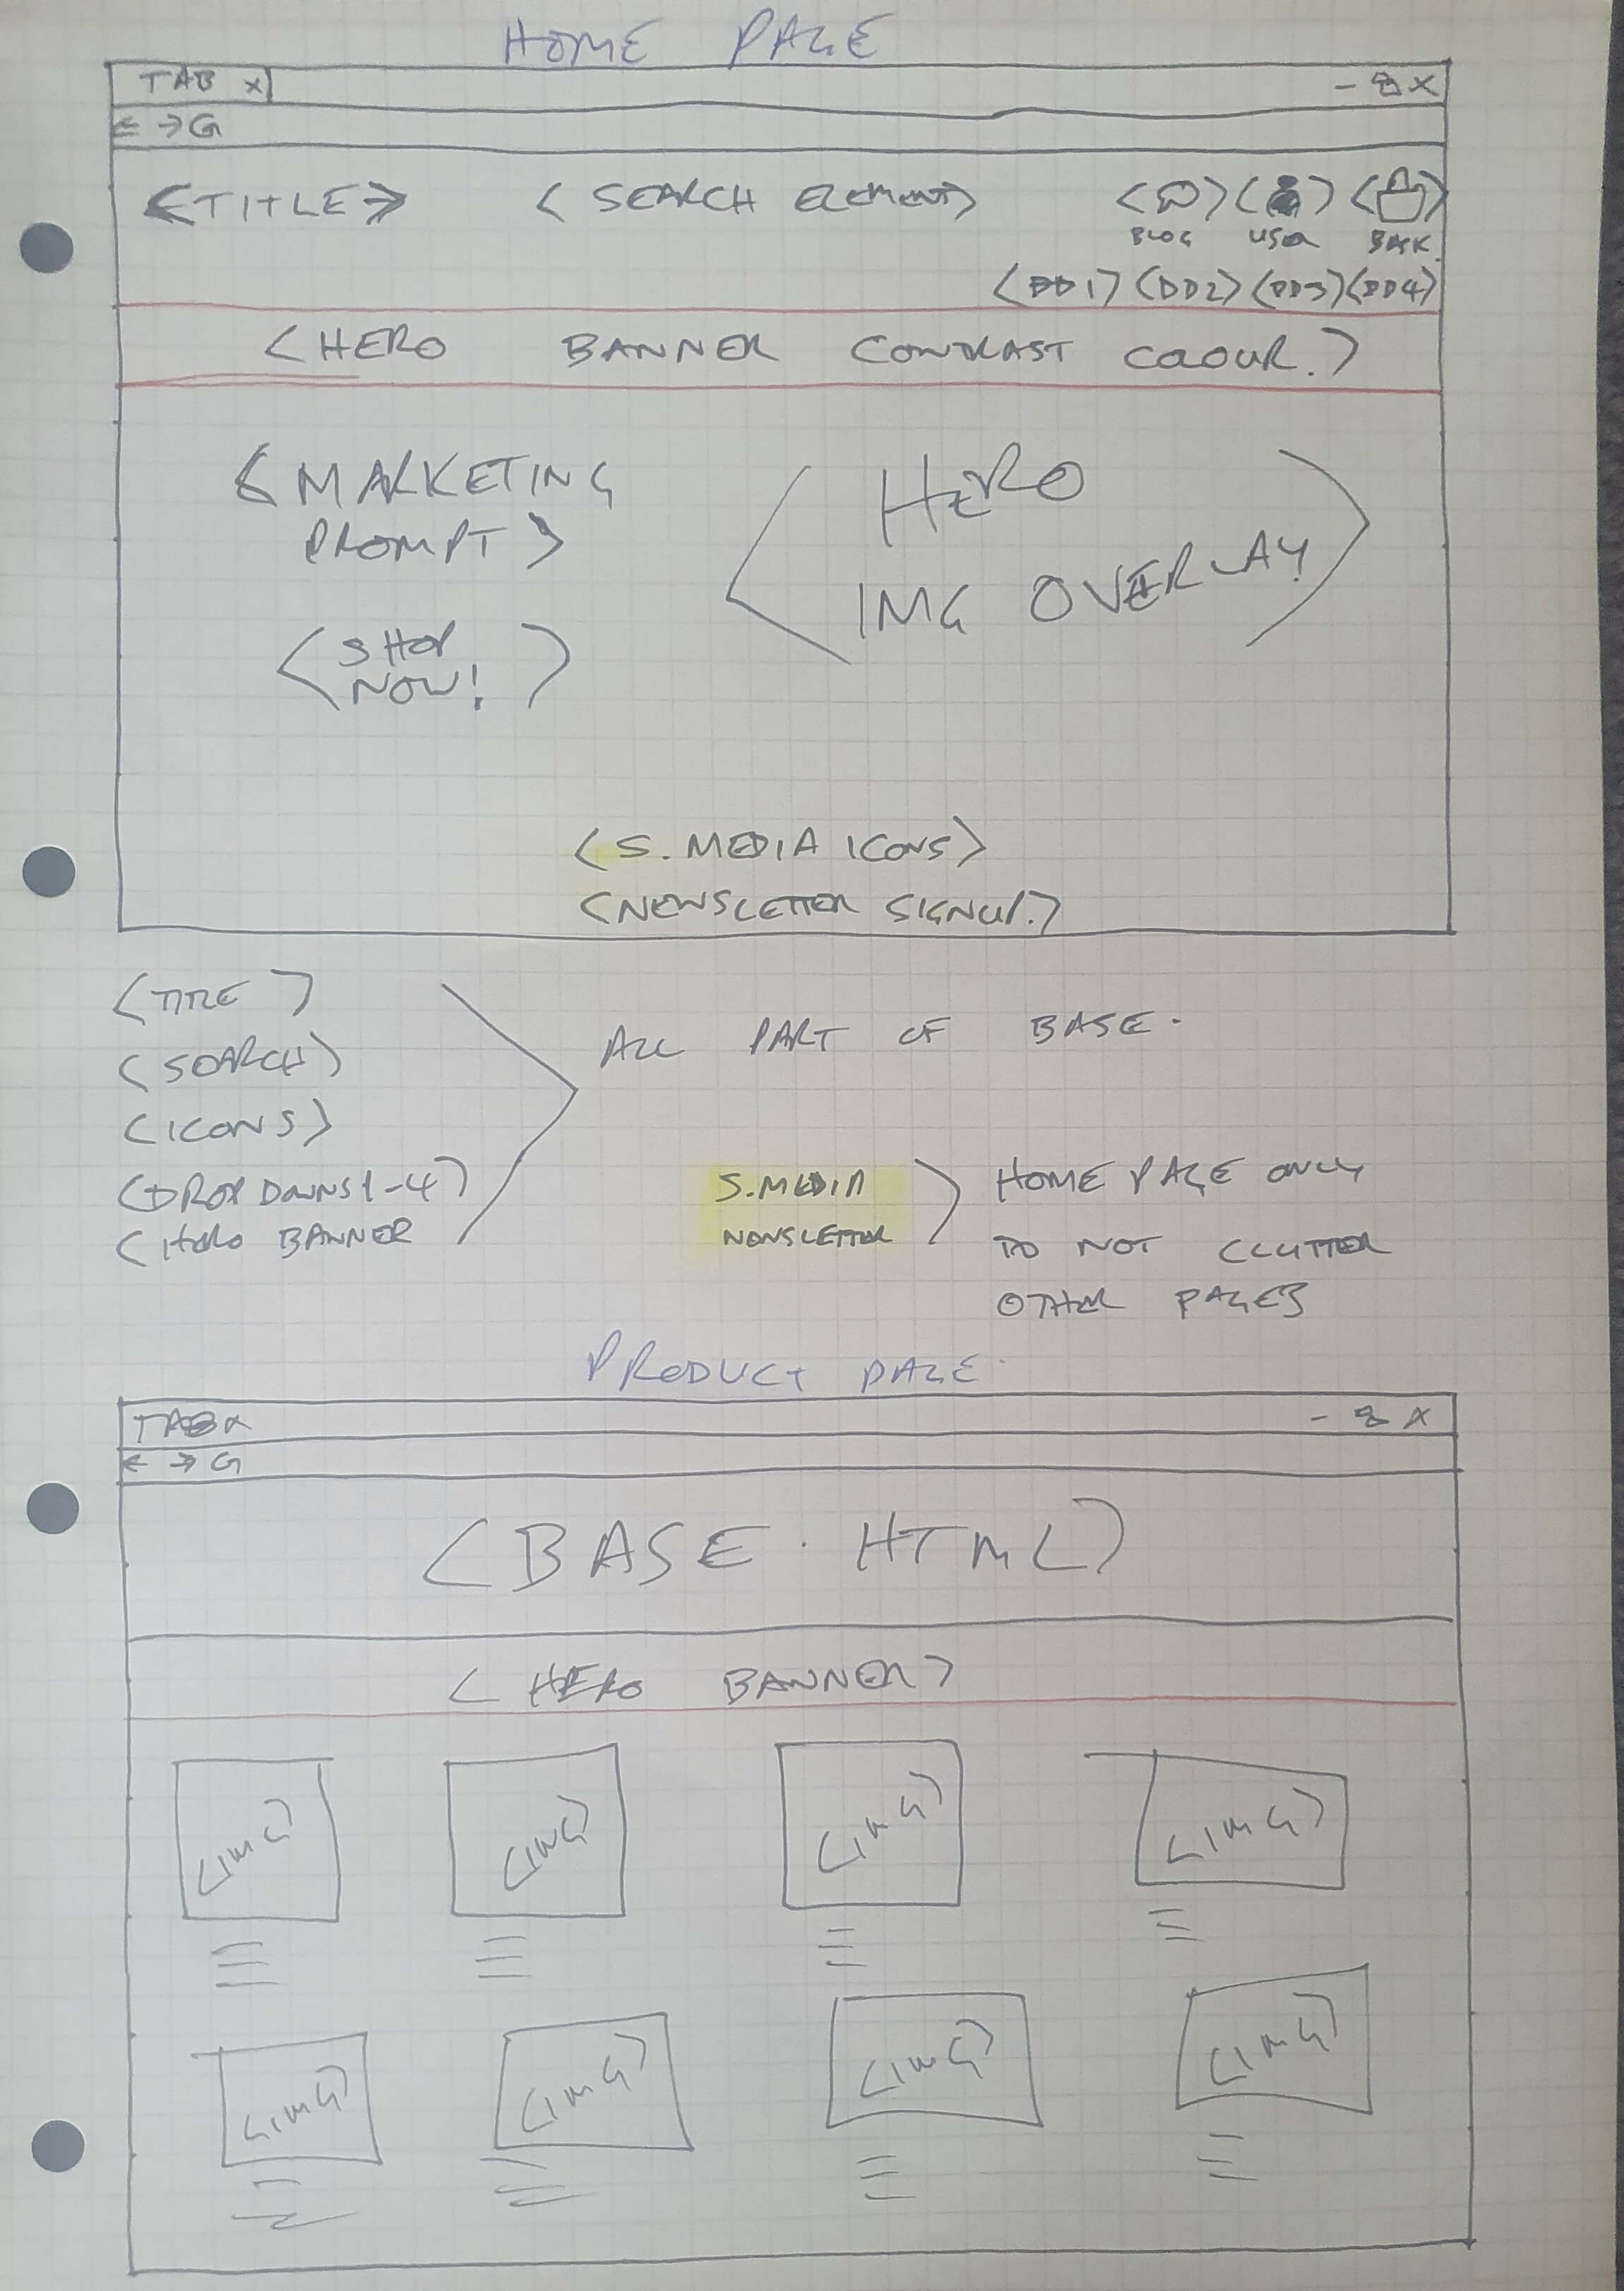 HOME PAGE
TAB x - x
← → G
<TITLE> <SEARCH ELEMENT> < > < > < >
BLOG USER BASK.
<DD1> <DD2> <DD3> <DD4>
<HERO BANNER CONTRAST COLOUR.>
<MARKETING
PROMPT>
<HERO
IMG OVERLAY>
<SHOP
NOW!>
<S.MEDIA ICONS>
<NEWSLETTER SIGNUP.>
<TITLE>
<SEARCH>
<ICONS>
<DROP DOWNS 1-4>
<HERO BANNER
ALL PART OF BASE.
S.MEDIA
NEWSLETTER
HOME PAGE ONLY
TO NOT CLUTTER
OTHER PAGES
PRODUCT PAGE.
TAB x - x
← → G
<BASE.HTML>
<HERO BANNER>
<IMG> <IMG> <IMG> <IMG>
<IMG> <IMG> <IMG> <IMG>